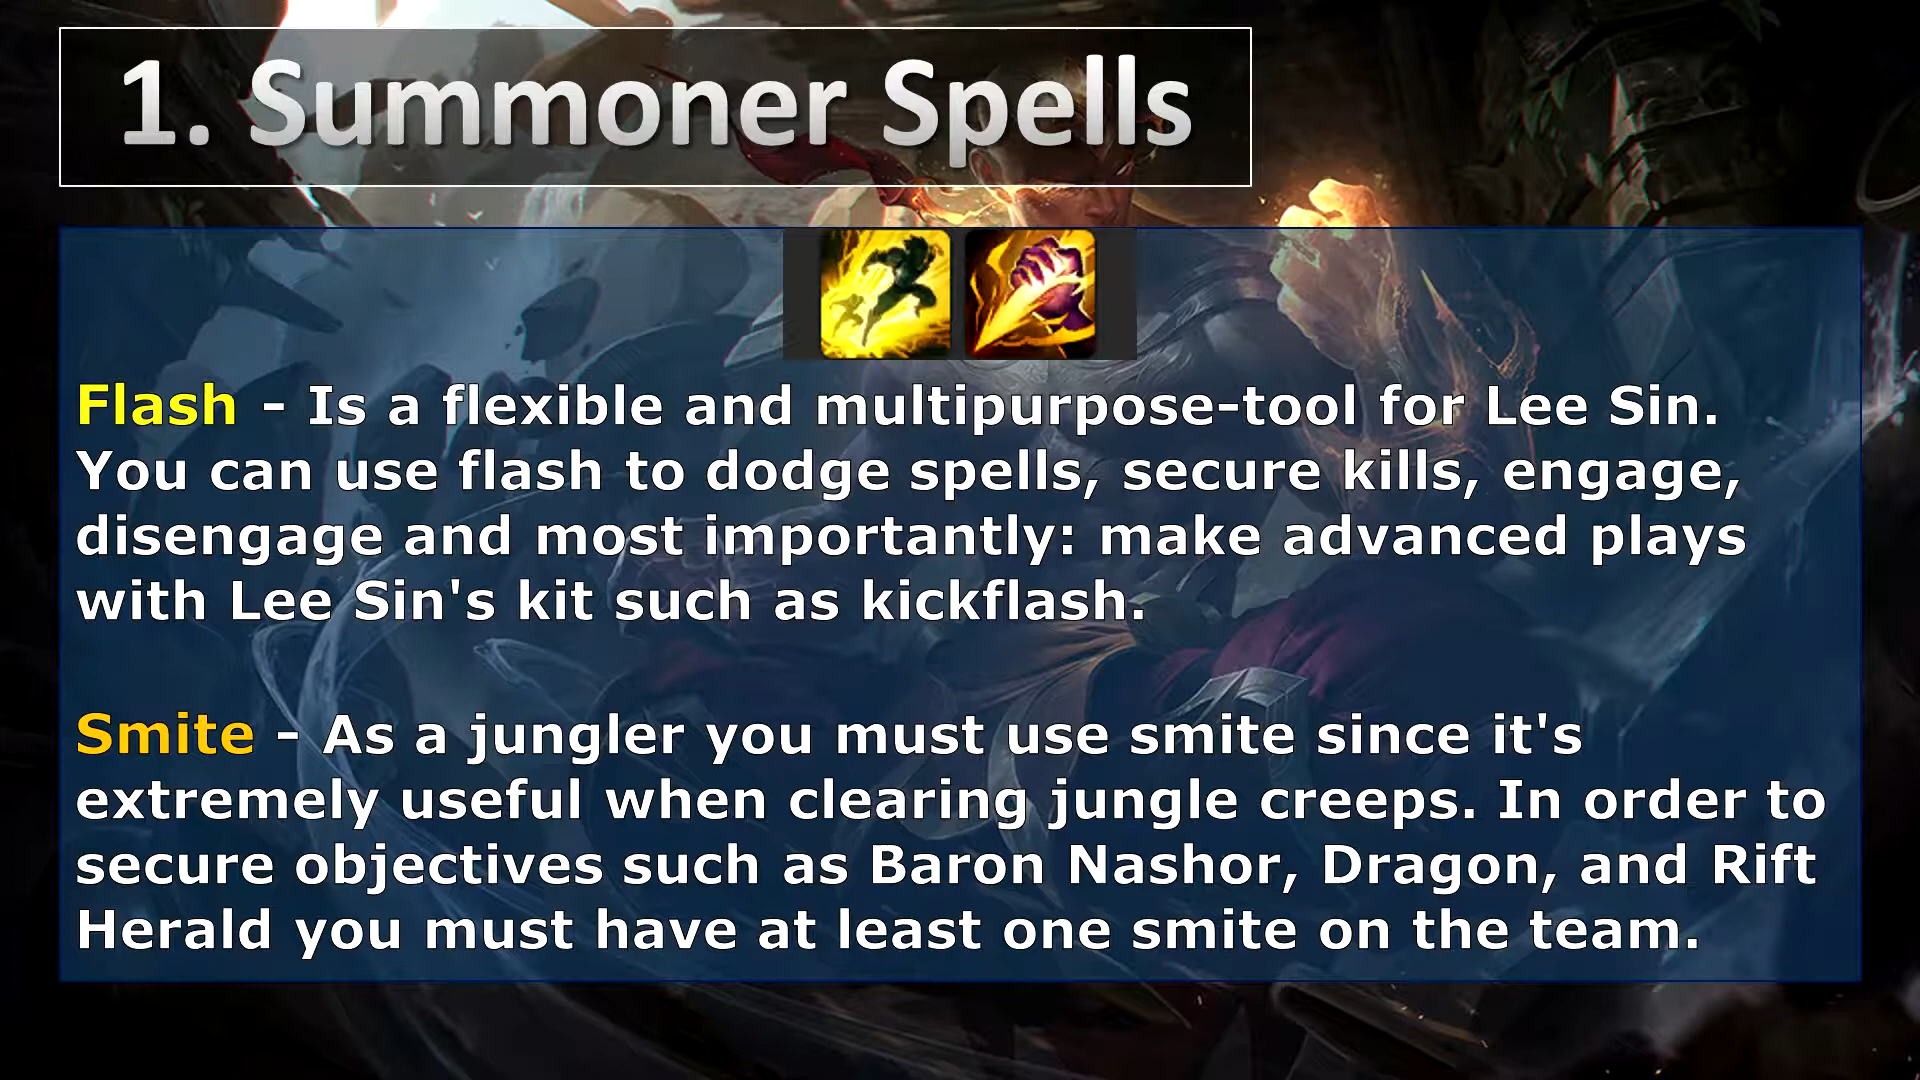 1. Summoner Spells
Flash - Is a flexible and multipurpose-tool for Lee Sin.
You can use flash to dodge spells, secure kills, engage,
disengage and most importantly: make advanced plays
with Lee Sin's kit such as kickflash.
Smite - As a jungler you must use smite since it's
extremely useful when clearing jungle creeps. In order to
secure objectives such as Baron Nashor, Dragon, and Rift
Herald you must have at least one smite on the team.